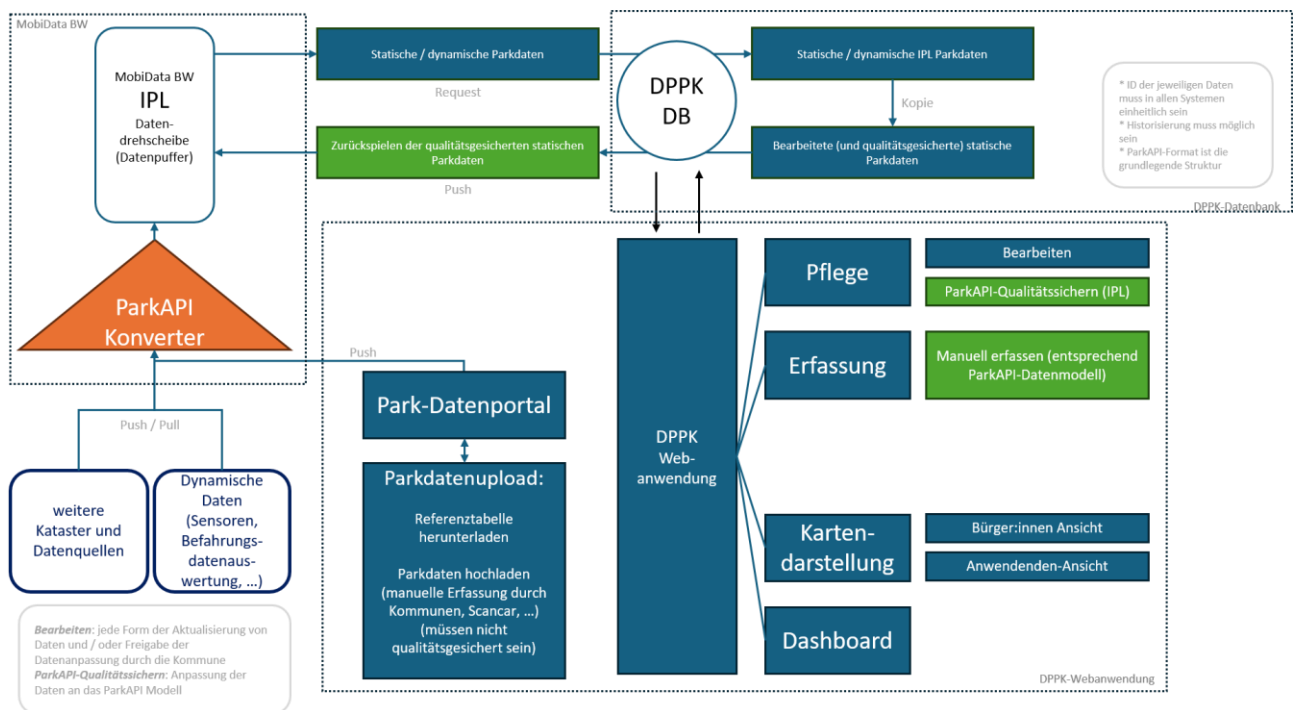 MobiData BW
MobiData BW
IPL
Daten-
drehscheibe
(Datenpuffer)
Statische / dynamische Parkdaten
Request
Zurückspielen der qualitätsgesicherten statischen
Parkdaten
Push
DPPK
DB
Statische / dynamische IPL Parkdaten
Kopie
Bearbeitete (und qualitätsgesicherte) statische
Parkdaten
* ID der jeweiligen Daten
muss in allen Systemen
einheitlich sein
* Historisierung muss möglich
sein
* ParkAPI-Format ist die
grundlegende Struktur
DPPK-Datenbank
ParkAPI
Konverter
Push
Push / Pull
weitere
Kataster und
Datenquellen
Dynamische
Daten
(Sensoren,
Befahrungs-
datenaus-
wertung, ...)
Park-Datenportal
Parkdatenupload:
Referenztabelle
herunterladen
Parkdaten hochladen
(manuelle Erfassung durch
Kommunen, Scancar, ...)
(müssen nicht
qualitätsgesichert sein)
DPPK
Web-
anwendung
Pflege
Bearbeiten
ParkAPI-Qualitätssichern (IPL)
Erfassung
Manuell erfassen (entsprechend
ParkAPI-Datenmodell)
Karten-
darstellung
Bürger:innen Ansicht
Anwendenden-Ansicht
Dashboard
DPPK-Webanwendung
Bearbeiten: jede Form der Aktualisierung von
Daten und / oder Freigabe der
Datenanpassung durch die Kommune
ParkAPI-Qualitätssichern: Anpassung der
Daten an das ParkAPI Modell